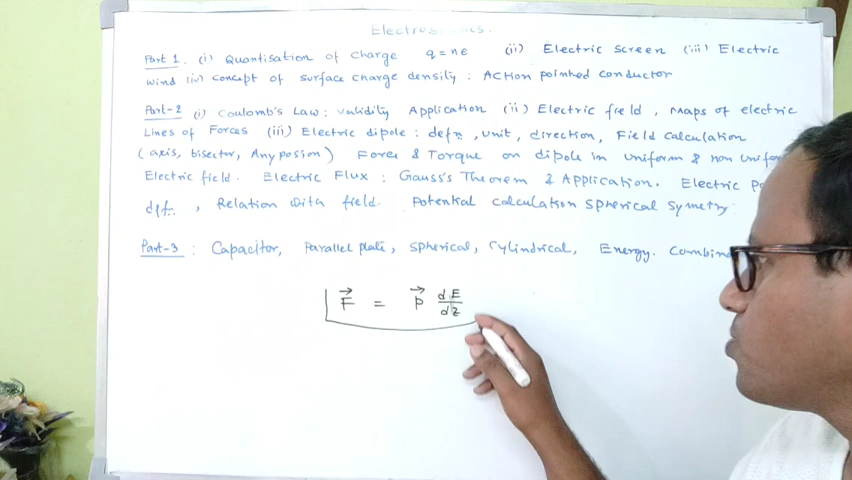 Part 1. (i) Quantisation of charge q = ne (ii) Electric screen (iii) Electric
wind (iv) concept of surface charge density : Action pointed conductor
Part-2 (i) Coulomb's Law : validity Application (ii) Electric field, Maps of electric
Lines of Forces (iii) Electric dipole : defn, unit, direction, Field calculation
(axis, bisector, Any posion) Force & Torque on dipole in uniform & non unifor
Electric field. Electric Flux : Gauss's Theorem & Application. Electric
defn. , Relation with field. Potential calculation spherical symetry.
Part-3 : Capacitor, Parallel plate, spherical, cylindrical, Energy. Combin
F⃗ = p⃗ dE/dz